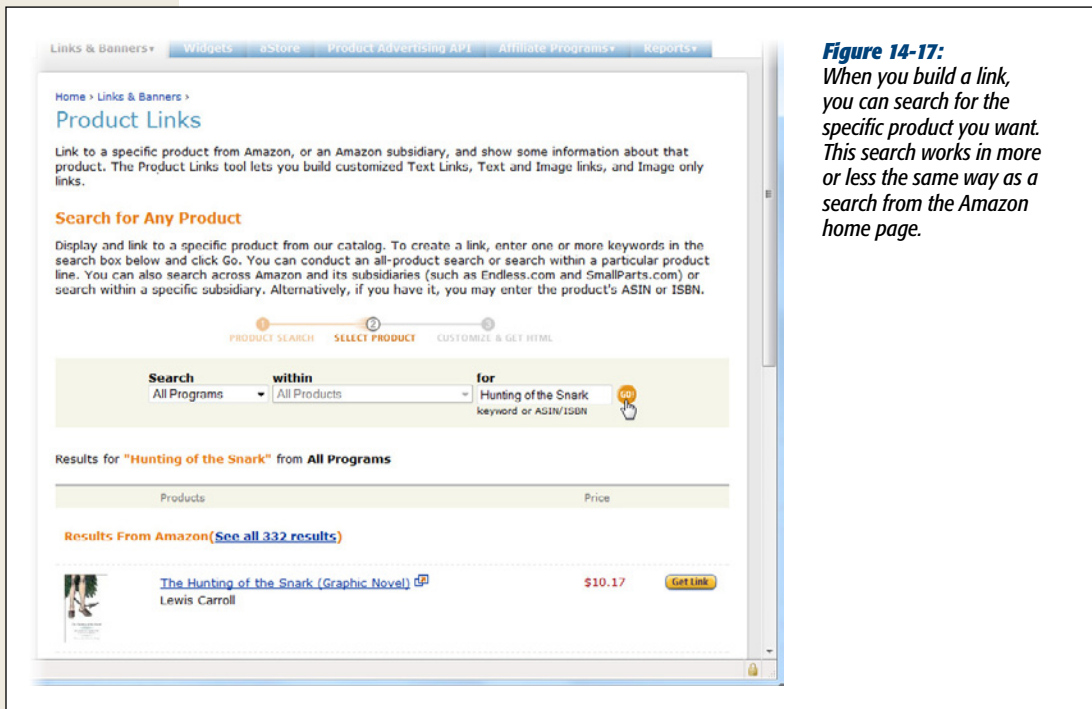 Links & Banners▾ Widgets aStore Product Advertising API Affiliate Programs▾ Reports▾
Home › Links & Banners ›
Product Links
Link to a specific product from Amazon, or an Amazon subsidiary, and show some information about that
product. The Product Links tool lets you build customized Text Links, Text and Image links, and Image only
links.
Search for Any Product
Display and link to a specific product from our catalog. To create a link, enter one or more keywords in the
search box below and click Go. You can conduct an all-product search or search within a particular product
line. You can also search across Amazon and its subsidiaries (such as Endless.com and SmallParts.com) or
search within a specific subsidiary. Alternatively, if you have it, you may enter the product's ASIN or ISBN.
1 2 3
PRODUCT SEARCH SELECT PRODUCT CUSTOMIZE & GET HTML
Search within for
All Programs All Products Hunting of the Snark GO!
keyword or ASIN/ISBN
Results for "Hunting of the Snark" from All Programs
Products Price
Results From Amazon(See all 332 results)
The Hunting of the Snark (Graphic Novel) $10.17 Get Link
Lewis Carroll
Figure 14-17:
When you build a link,
you can search for the
specific product you want.
This search works in more
or less the same way as a
search from the Amazon
home page.